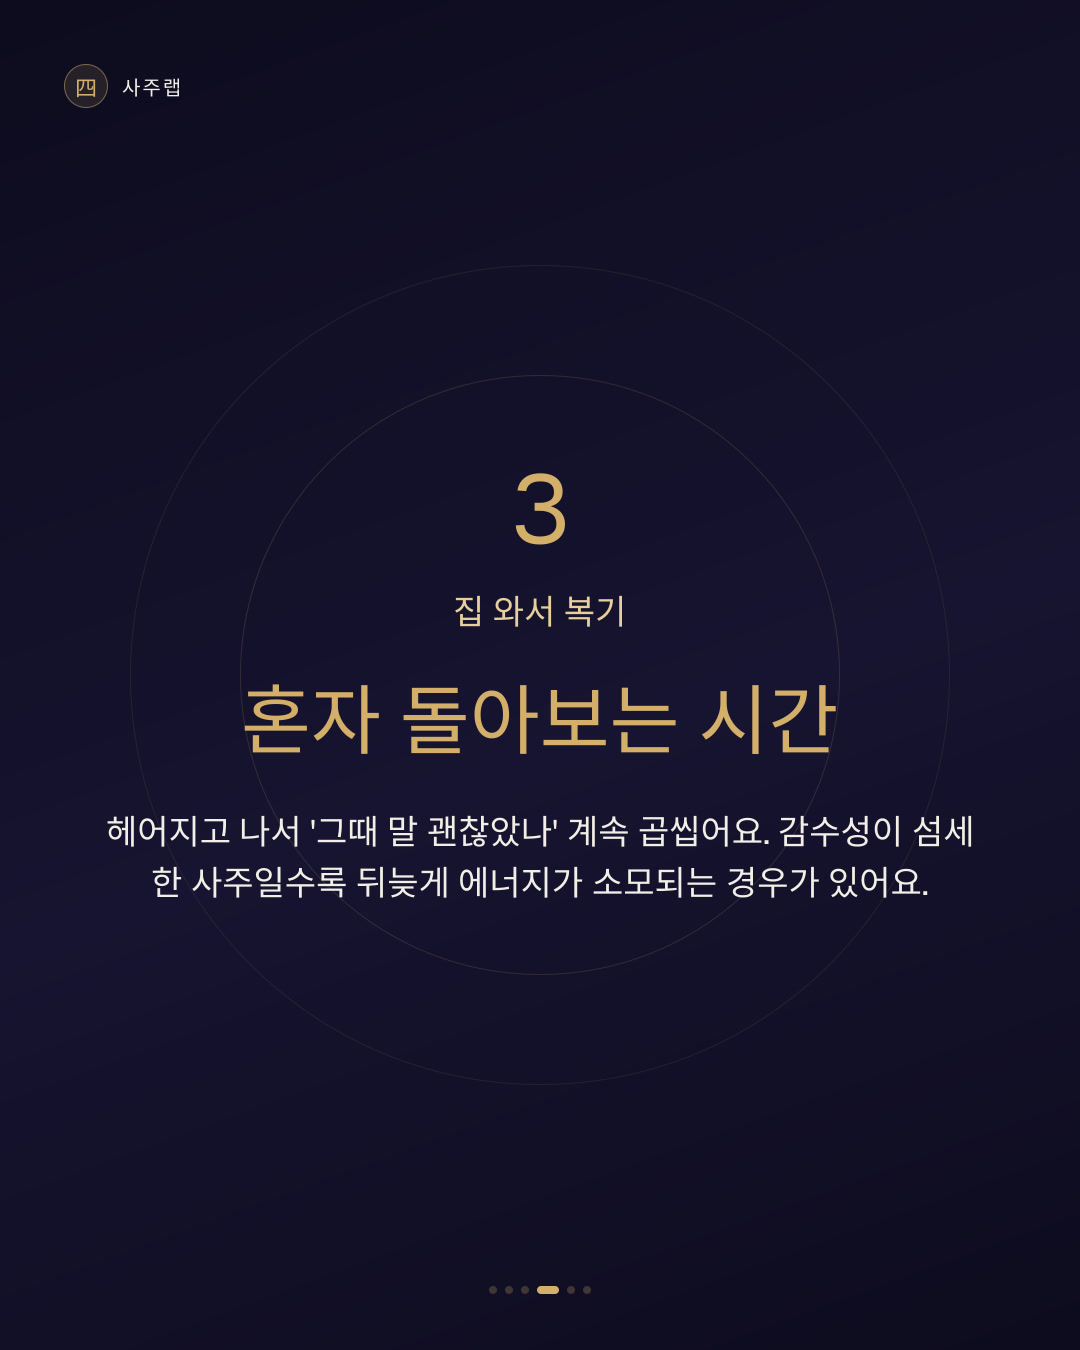 四 사주랩
3
집 와서 복기
혼자 돌아보는 시간
헤어지고 나서 '그때 말 괜찮았나' 계속 곱씹어요. 감수성이 섬세
한 사주일수록 뒤늦게 에너지가 소모되는 경우가 있어요.